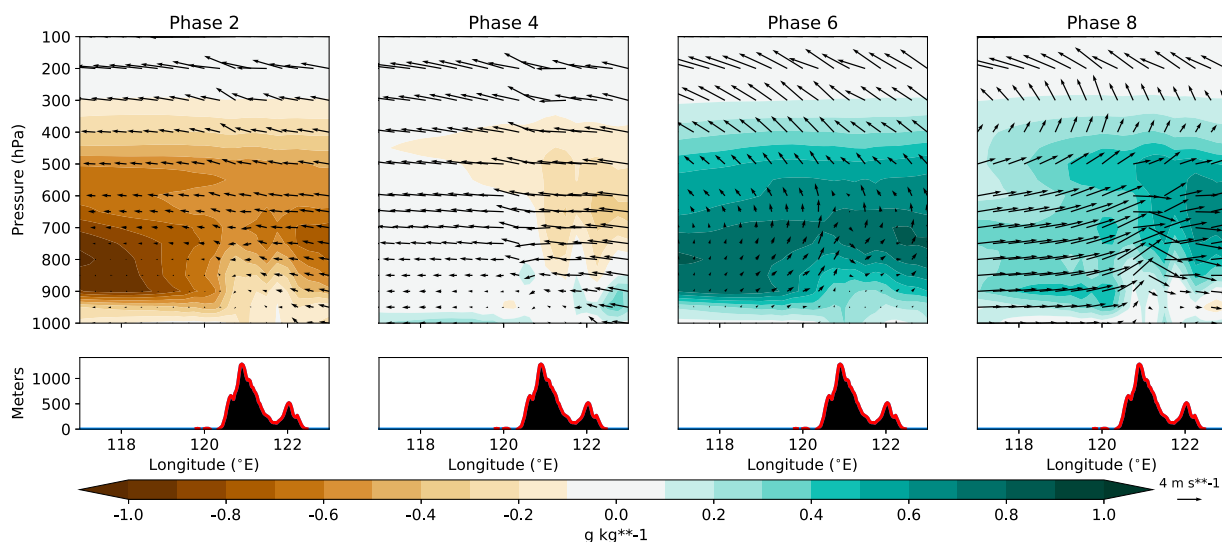 Phase 2 Phase 4 Phase 6 Phase 8
100
200
300
400
500
600
700
800
900
1000
Pressure (hPa)
1000
500
0
Meters
118 120 122 118 120 122 118 120 122 118 120 122
Longitude (°E) Longitude (°E) Longitude (°E) Longitude (°E)
4 m s**-1
-1.0 -0.8 -0.6 -0.4 -0.2 0.0 0.2 0.4 0.6 0.8 1.0
g kg**-1